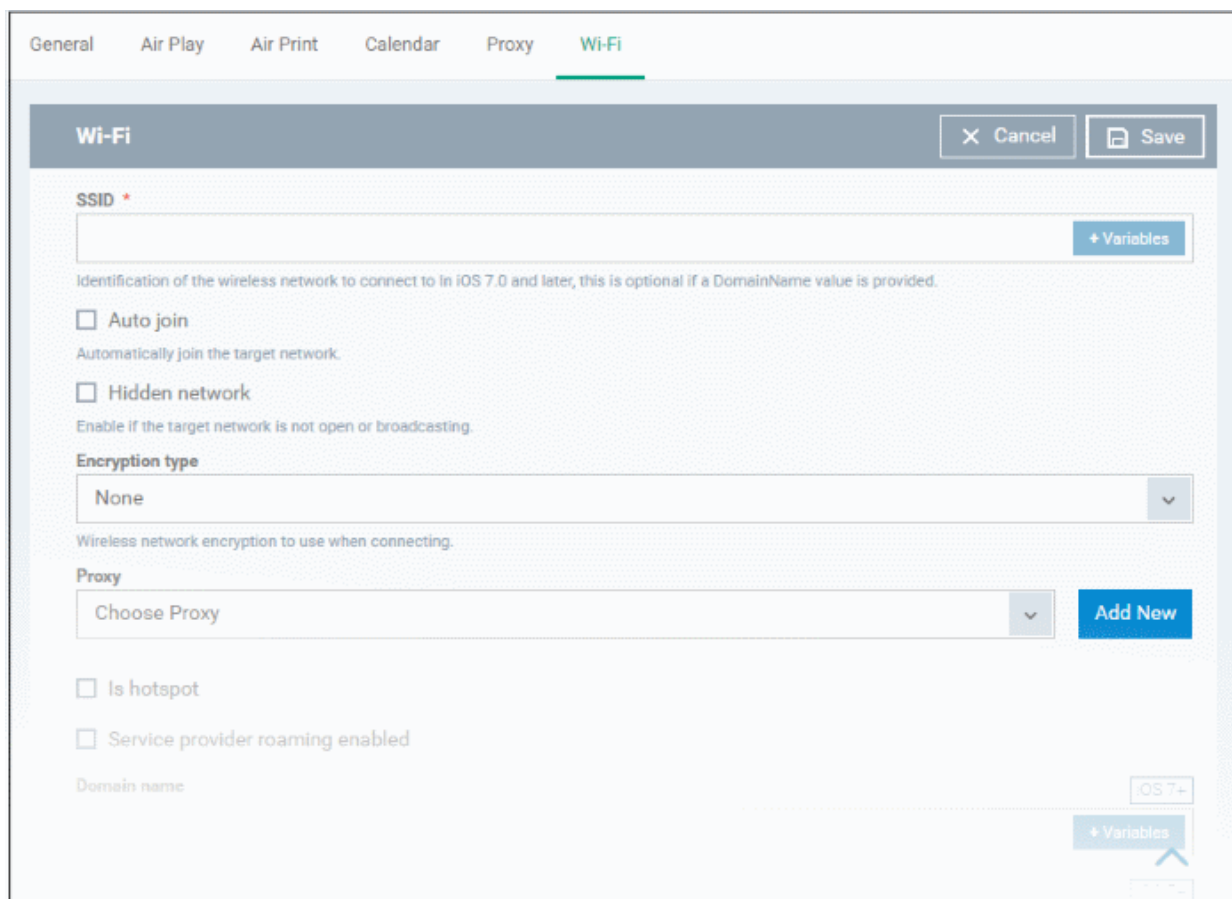 General Air Play Air Print Calendar Proxy Wi-Fi
Wi-Fi Cancel Save
SSID *
+ Variables
Identification of the wireless network to connect to In iOS 7.0 and later, this is optional if a DomainName value is provided.
Auto join
Automatically join the target network.
Hidden network
Enable if the target network is not open or broadcasting.
Encryption type
None
Wireless network encryption to use when connecting.
Proxy
Choose Proxy Add New
Is hotspot
Service provider roaming enabled
Domain name iOS 7+
+ Variables